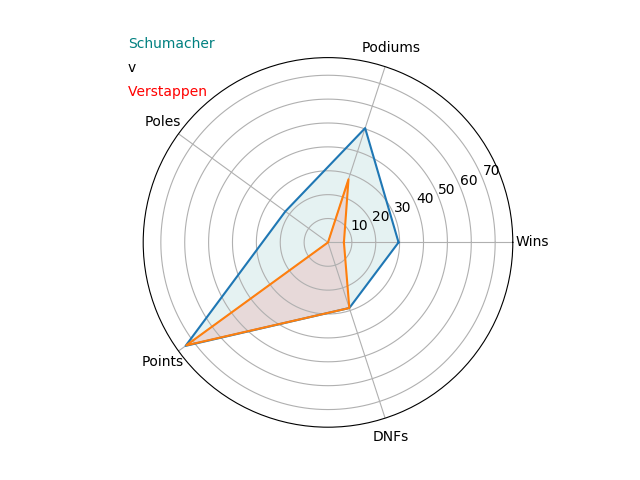 Schumacher
v
Verstappen
Podiums
Poles
Wins
Points
DNFs
10
20
30
40
50
60
70